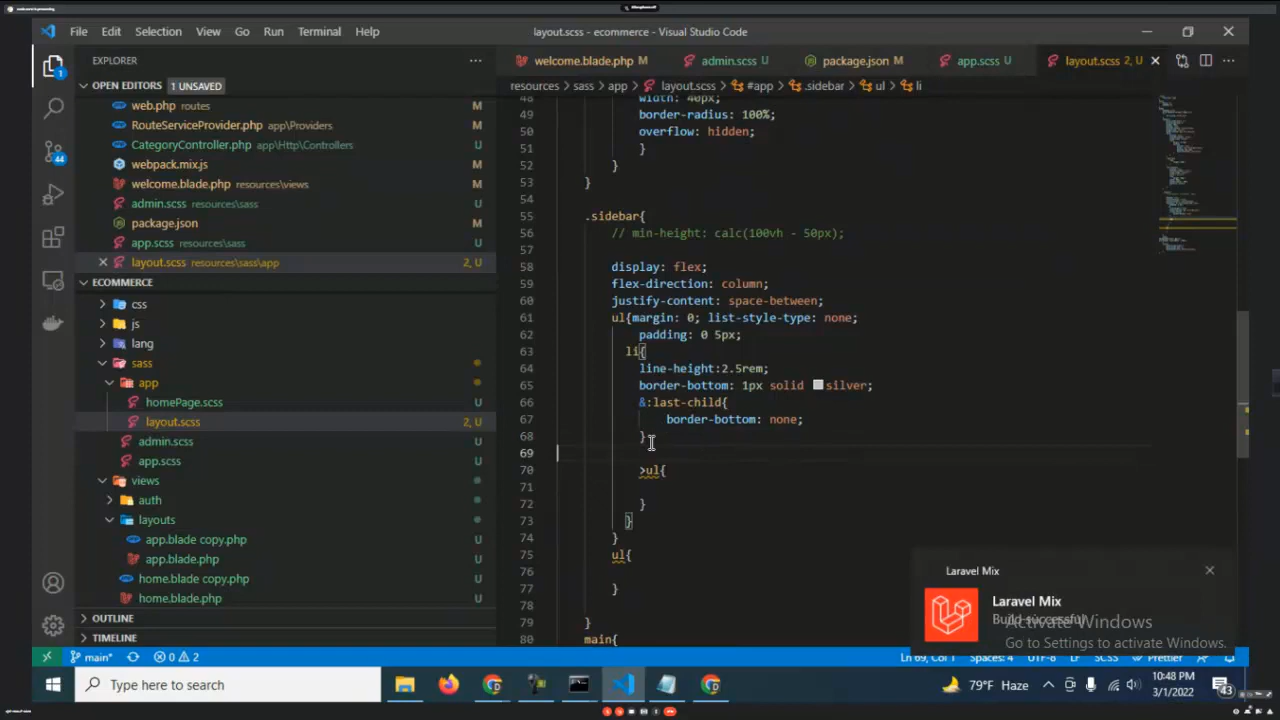 File Edit Selection View Go Run Terminal Help
layout.scss - ecommerce - Visual Studio Code
EXPLORER
OPEN EDITORS 1 UNSAVED
web.php routes
RouteServiceProvider.php app\Providers M
CategoryController.php app\Http\Controllers U
webpack.mix.js M
welcome.blade.php resources\views M
admin.scss resources\sass U
package.json M
app.scss resources\sass U
layout.scss resources\sass\app 2, U
ECOMMERCE
css
js
lang
sass
app
homePage.scss U
layout.scss 2, U
admin.scss U
app.scss U
views
auth
layouts
app.blade copy.php U
app.blade.php U
home.blade copy.php U
home.blade.php U
OUTLINE
TIMELINE
welcome.blade.php M
admin.scss U
package.json M
app.scss U
layout.scss 2, U
resources > sass > app > layout.scss > #app > .sidebar > ul > li
48 width: 40px;
49 border-radius: 100%;
50 overflow: hidden;
51 }
52 }
53 }
54
55 .sidebar{
56 // min-height: calc(100vh - 50px);
57
58 display: flex;
59 flex-direction: column;
60 justify-content: space-between;
61 ul{margin: 0; list-style-type: none;
62 padding: 0 5px;
63 li{
64 line-height:2.5rem;
65 border-bottom: 1px solid silver;
66 &:last-child{
67 border-bottom: none;
68 }
69
70 >ul{
71
72 }
73 }
74 }
75 ul{
76
77 }
78
79 }
80 main{
Laravel Mix
Laravel Mix
Build successful
Activate Windows
Go to Settings to activate Windows.
main* 0 2
Ln 69, Col 1 Spaces: 4 UTF-8 LF SCSS Prettier
Type here to search
79°F Haze
10:48 PM
3/1/2022
43
1
44